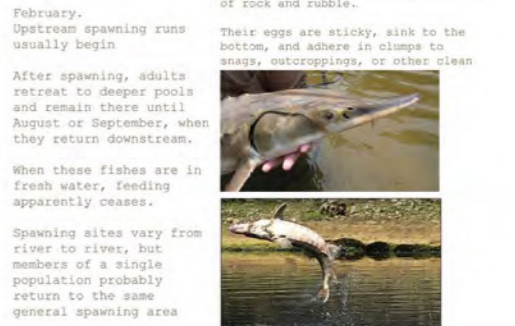 February.
Upstream spawning runs
usually begin
After spawning, adults
retreat to deeper pools
and remain there until
August or September, when
they return downstream.
When these fishes are in
fresh water, feeding
apparently ceases.
Spawning sites vary from
river to river, but
members of a single
population probably
return to the same
general spawning area
of rock and rubble.
Their eggs are sticky, sink to the
bottom, and adhere in clumps to
snags, outcroppings, or other clean